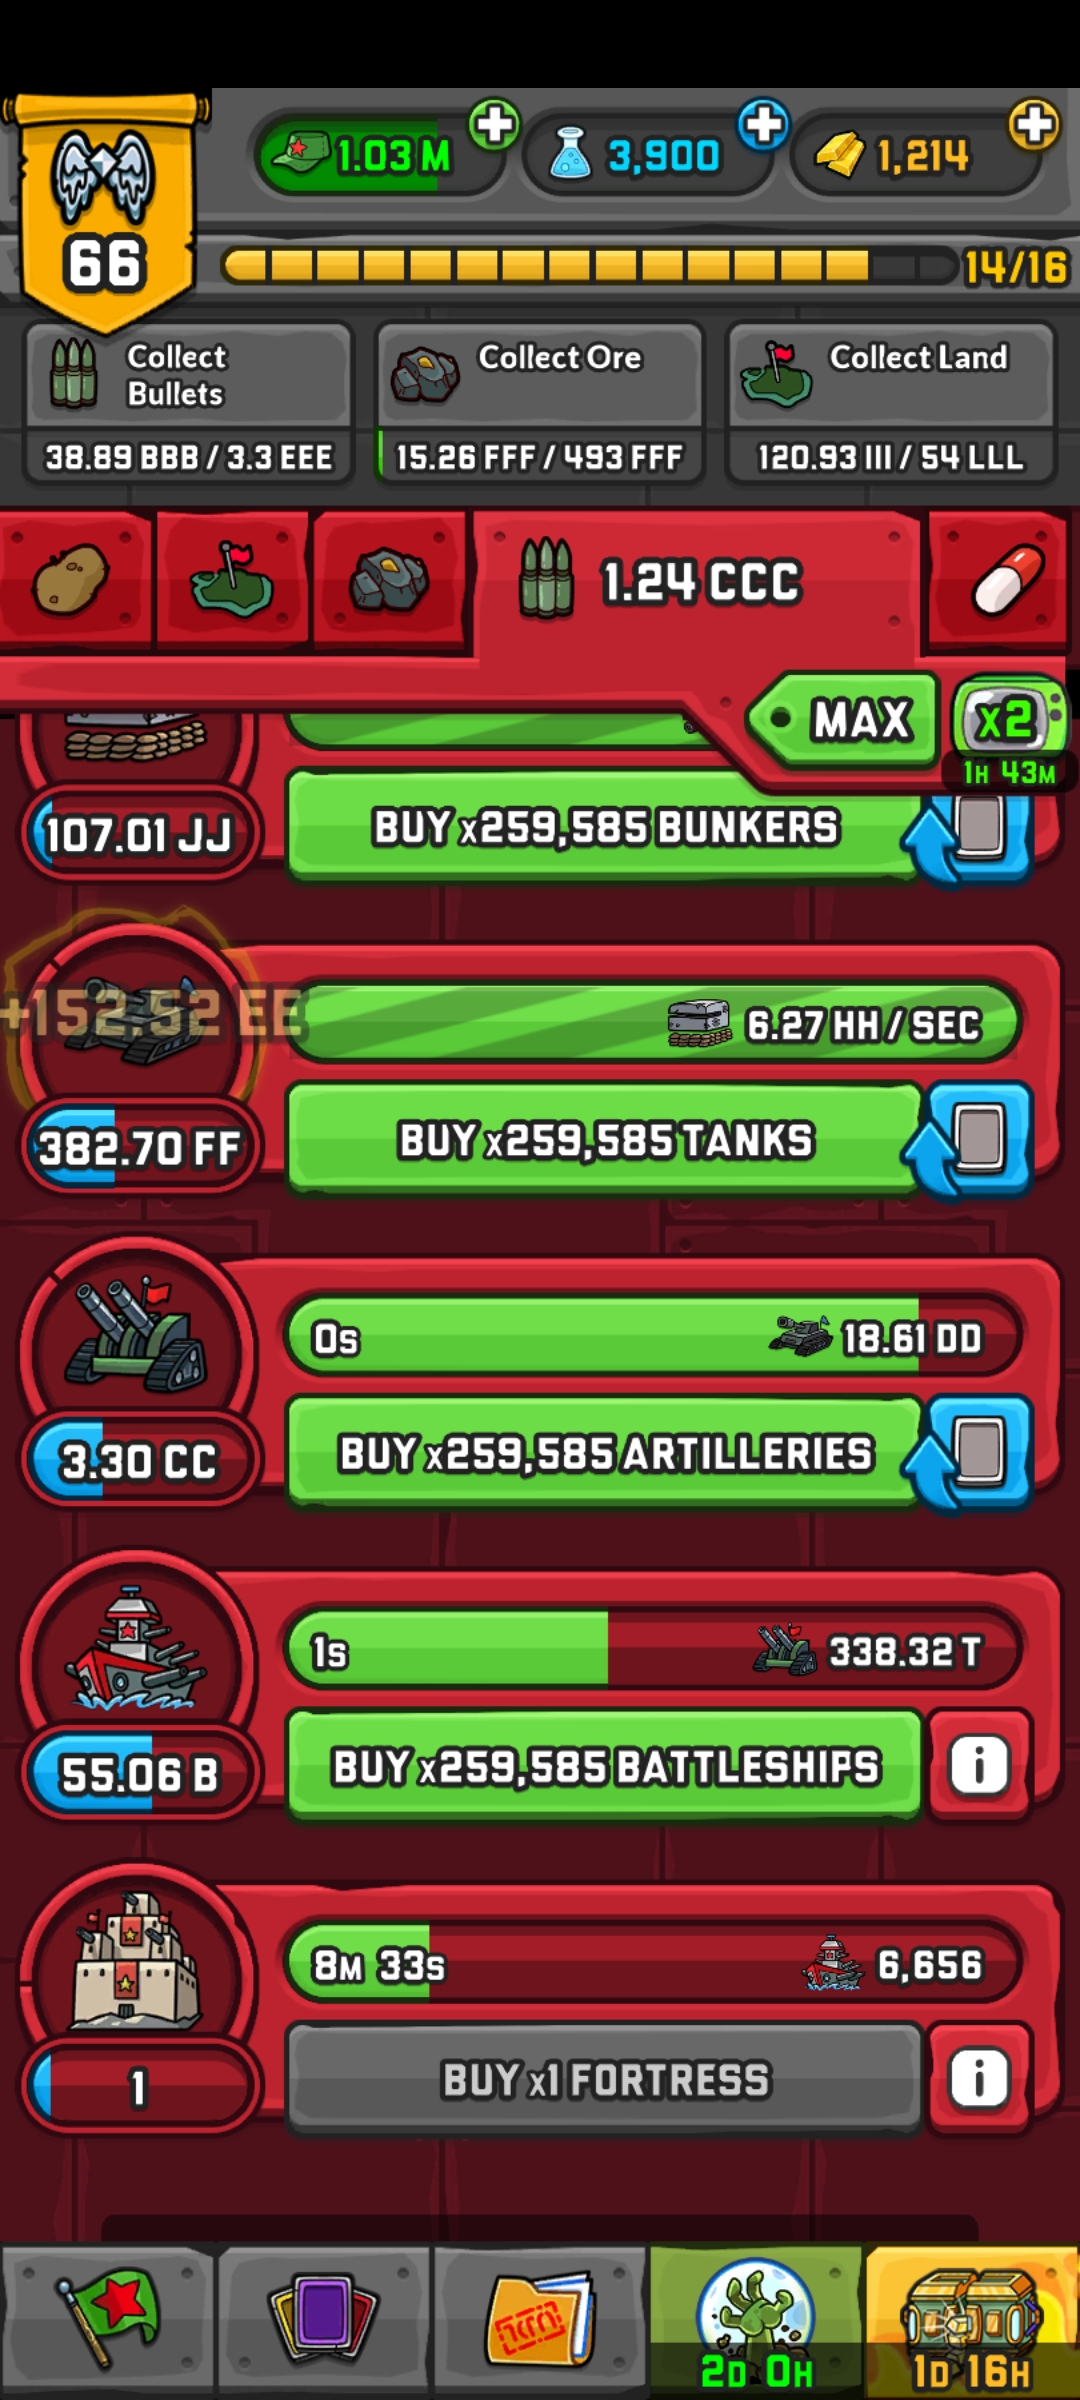 1.03 M
3,900
1,214
66
14/16
Collect
Bullets
38.89 BBB / 3.3 EEE
Collect Ore
15.26 FFF / 493 FFF
Collect Land
120.93 III / 54 LLL
1.24 CCC
MAX
x2
1H 43M
107.01 JJ
BUY x259,585 BUNKERS
+152.52 EE
6.27 HH / SEC
382.70 FF
BUY x259,585 TANKS
0s
18.61 DD
3.30 CC
BUY x259,585 ARTILLERIES
1s
338.32 T
55.06 B
BUY x259,585 BATTLESHIPS
i
8M 33s
6,656
1
BUY x1 FORTRESS
i
2D 0H
1D 16H